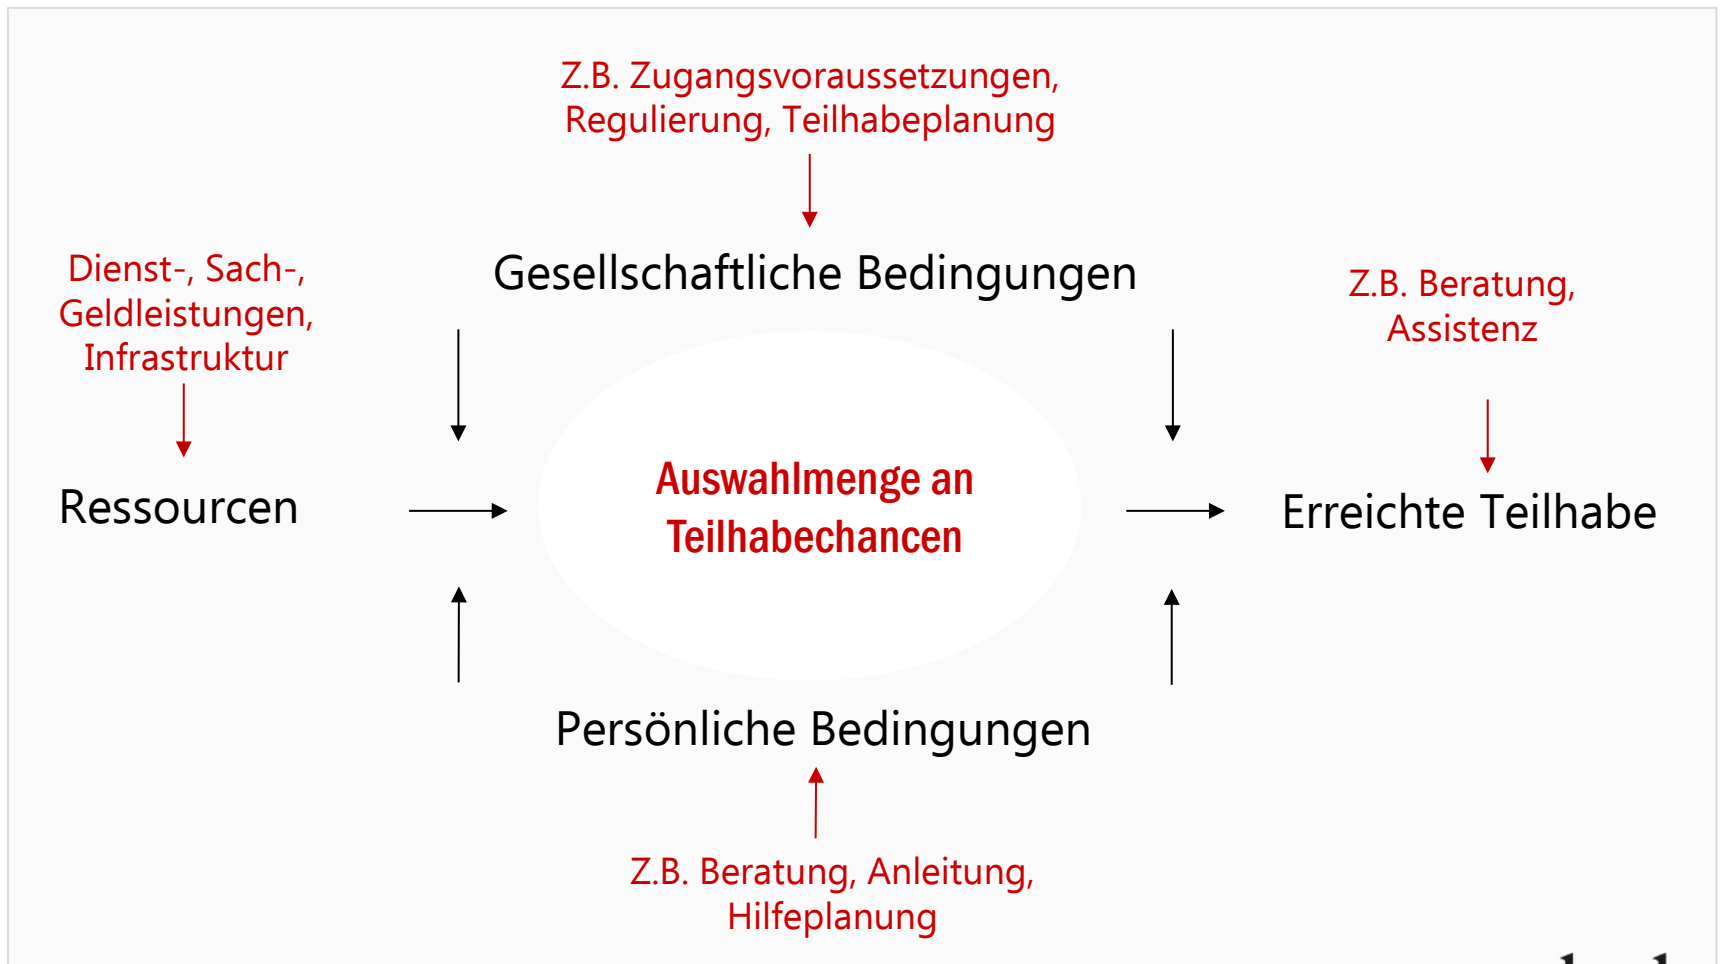 Z.B. Zugangsvoraussetzungen,
Regulierung, Teilhabeplanung
Dienst-, Sach-,
Geldleistungen,
Infrastruktur
Gesellschaftliche Bedingungen
Z.B. Beratung,
Assistenz
Ressourcen
Auswahlmenge an
Teilhabechancen
Erreichte Teilhabe
Persönliche Bedingungen
Z.B. Beratung, Anleitung,
Hilfeplanung